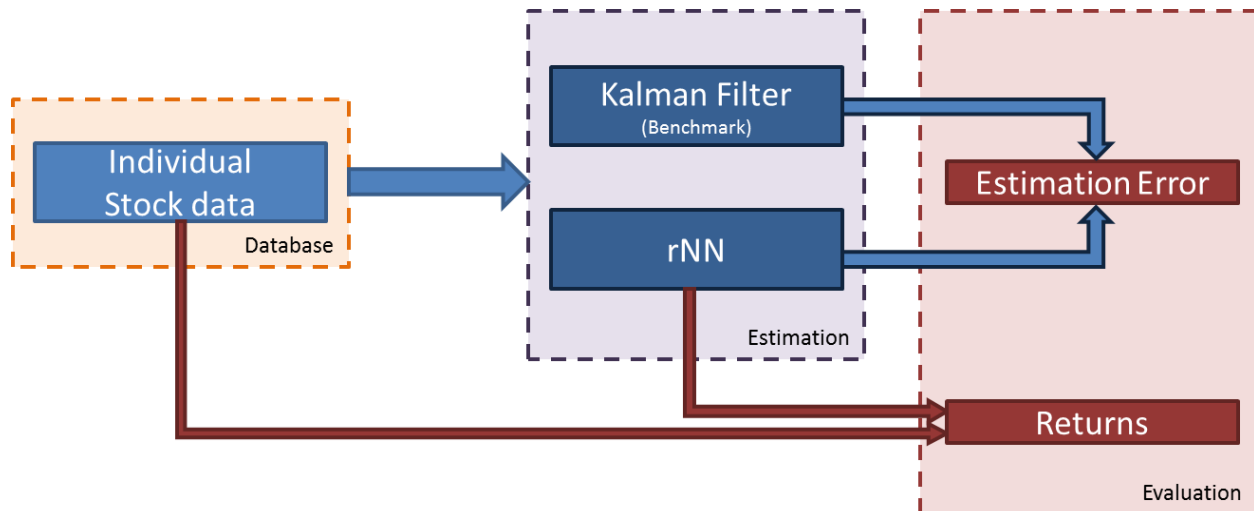 Individual
Stock data
Database
Kalman Filter
(Benchmark)
rNN
Estimation
Estimation Error
Returns
Evaluation